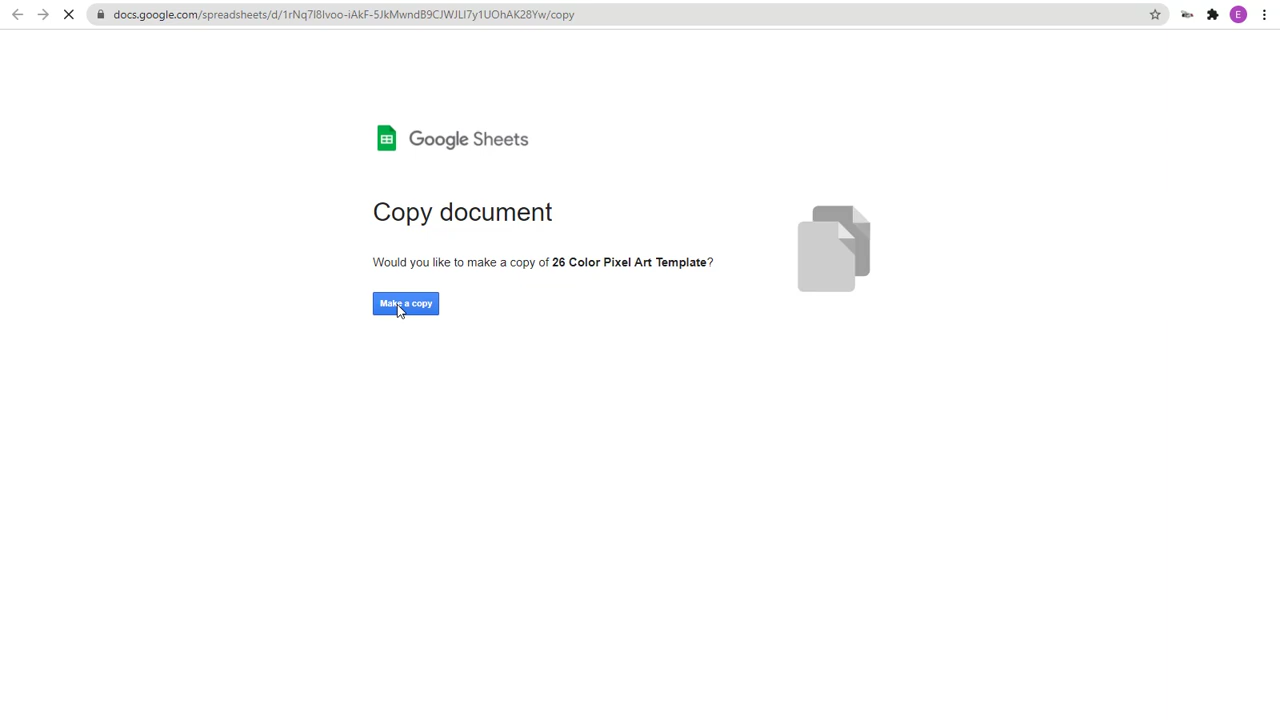 docs.google.com/spreadsheets/d/1rNq7I8Ivoo-iAkF-5JkMwndB9CJWJLI7y1UOhAK28Yw/copy
E
Google Sheets
Copy document
Would you like to make a copy of 26 Color Pixel Art Template?
Make a copy